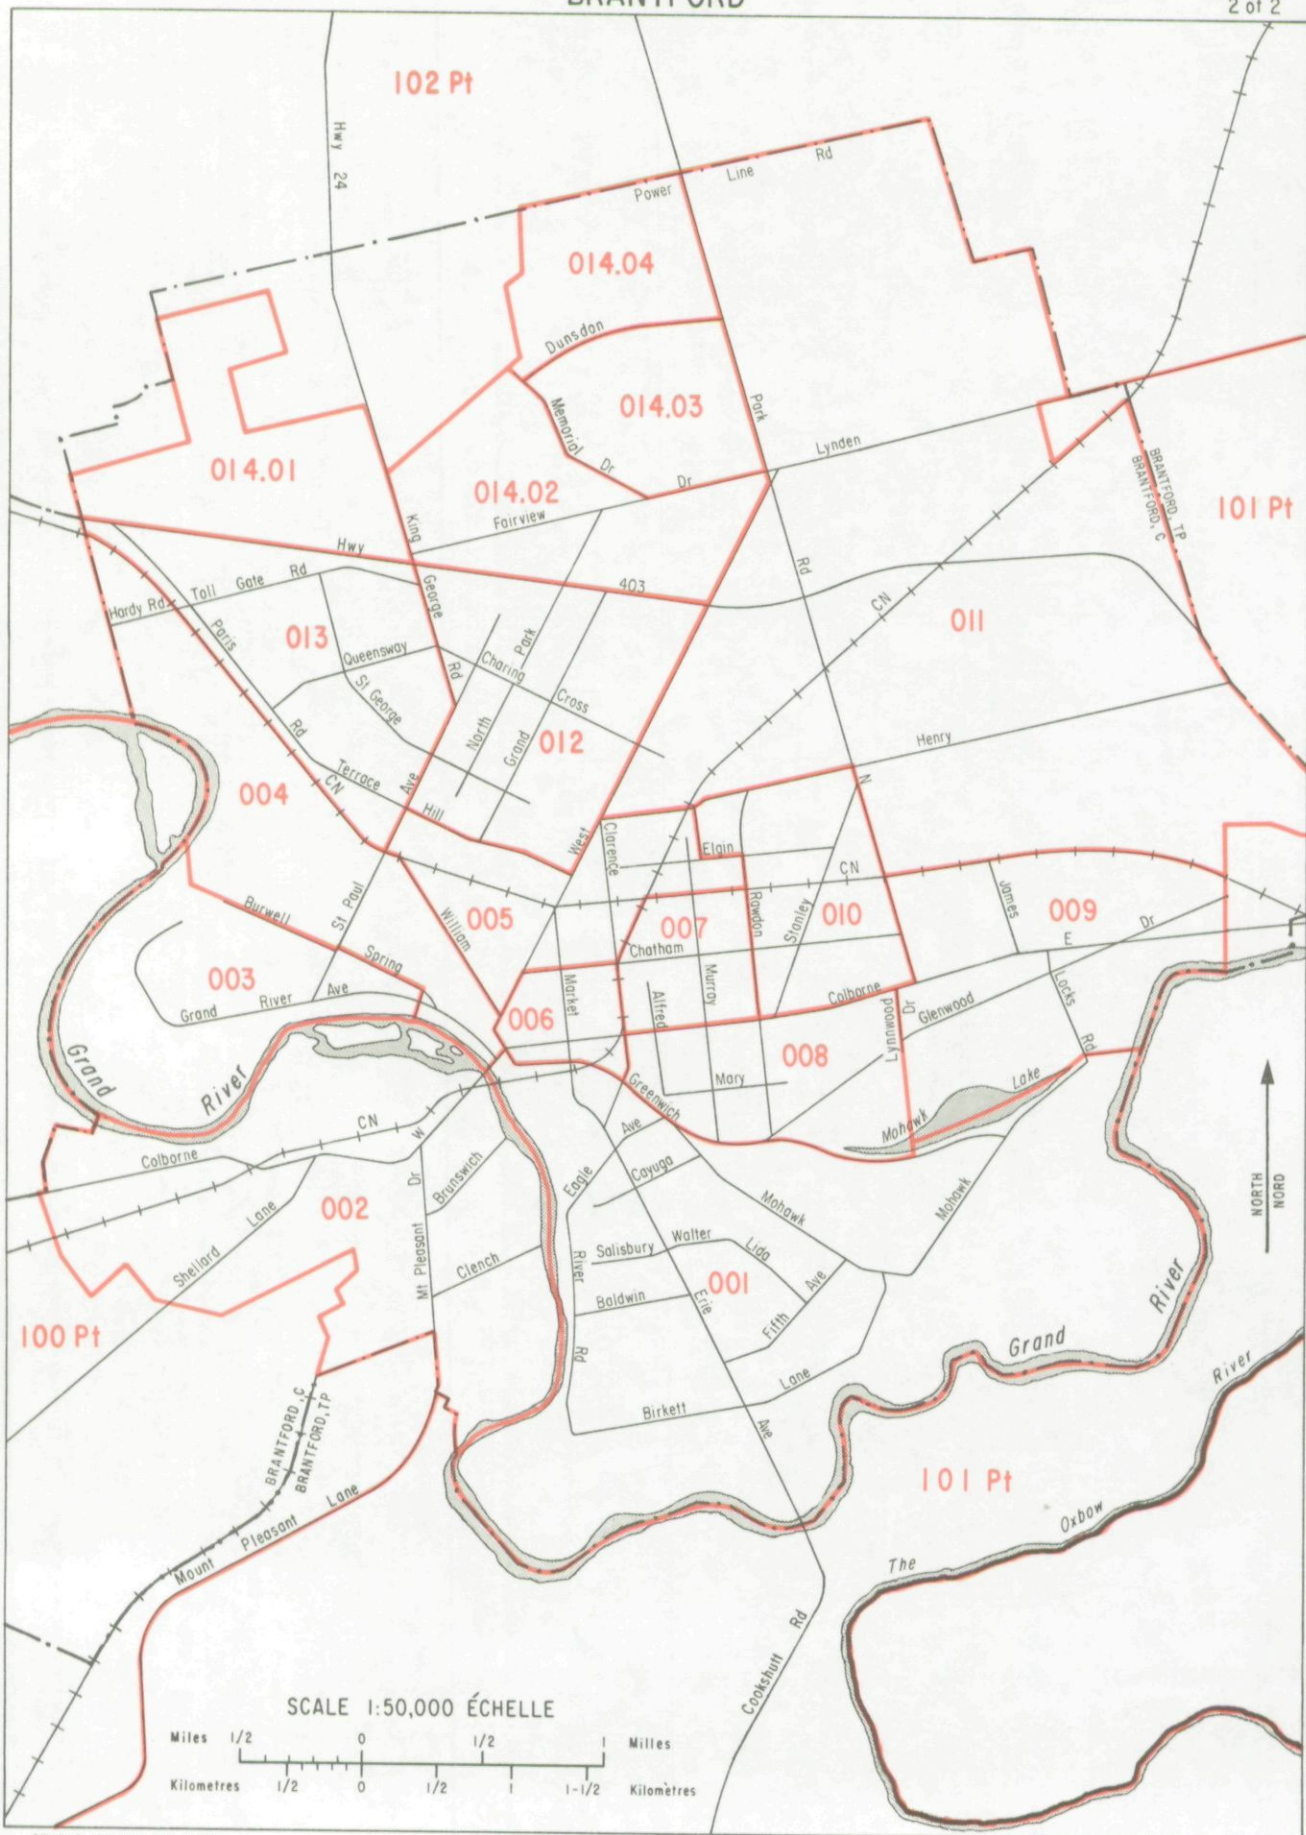 BRANTFORD
2 of 2
102 Pt
Hwy 24
Power Line Rd
014.04
Dunsdon
014.03
Memorial Dr
Park
Lynden
014.01
014.02
Dr
Fairview
King
BRANTFORD, TP
BRANTFORD, C
101 Pt
Hwy
403
George
Rd
Rd
Hardy Rd
Toll Gate Rd
CN
011
013
Paris
Rd
Queensway
St George
Park
Charing
Cross
North
Grand
012
Henry
004
Terrace
Hill
CN
Ave
West
Clarence
N
Elgin
CN
Burwell
St Paul
William
005
007
Rawdon
Stanley
010
James
009
Dr
E
Chatham
003
Spring
Grand River Ave
Market
006
Alfred
Murray
Colborne
Lynwood
Dr
Glenwood
Locks
Rd
008
Grand
River
Mary
Greenwich
Lake
Mohawk
CN
W
Colborne
Ave
Eagle
Cayuga
Mohawk
Mohawk
NORTH
NORD
Dr
Brunswich
002
Shellard Lane
Mt Pleasant
Clench
Salisbury
Walter
Lida
River
001
Ave
Baldwin
Erie
Fifth
River
100 Pt
Rd
Grand
River
Lane
Birkett
Ave
BRANTFORD, C
BRANTFORD, TP
101 Pt
Oxbow
Mount Pleasant Lane
The
Cookshutt Rd
SCALE 1:50,000 ÉCHELLE
Miles 1/2 0 1/2 1 Milles
Kilometres 1/2 0 1/2 1 1-1/2 Kilomètres